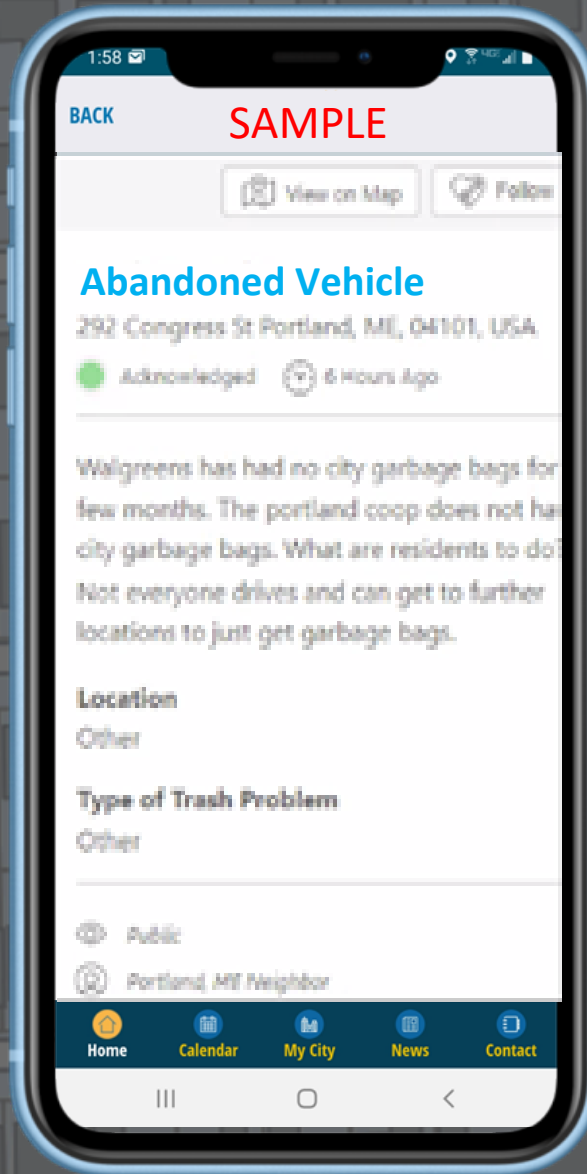 1:58
BACK
SAMPLE
View on Map
Follow
Abandoned Vehicle
292 Congress St Portland, ME, 04101, USA
Acknowledged 6 Hours Ago
Walgreens has had no city garbage bags for
few months. The portland coop does not ha
city garbage bags. What are residents to do?
Not everyone drives and can get to further
locations to just get garbage bags.
Location
Other
Type of Trash Problem
Other
Public
Portland, ME Neighbor
Home Calendar My City News Contact